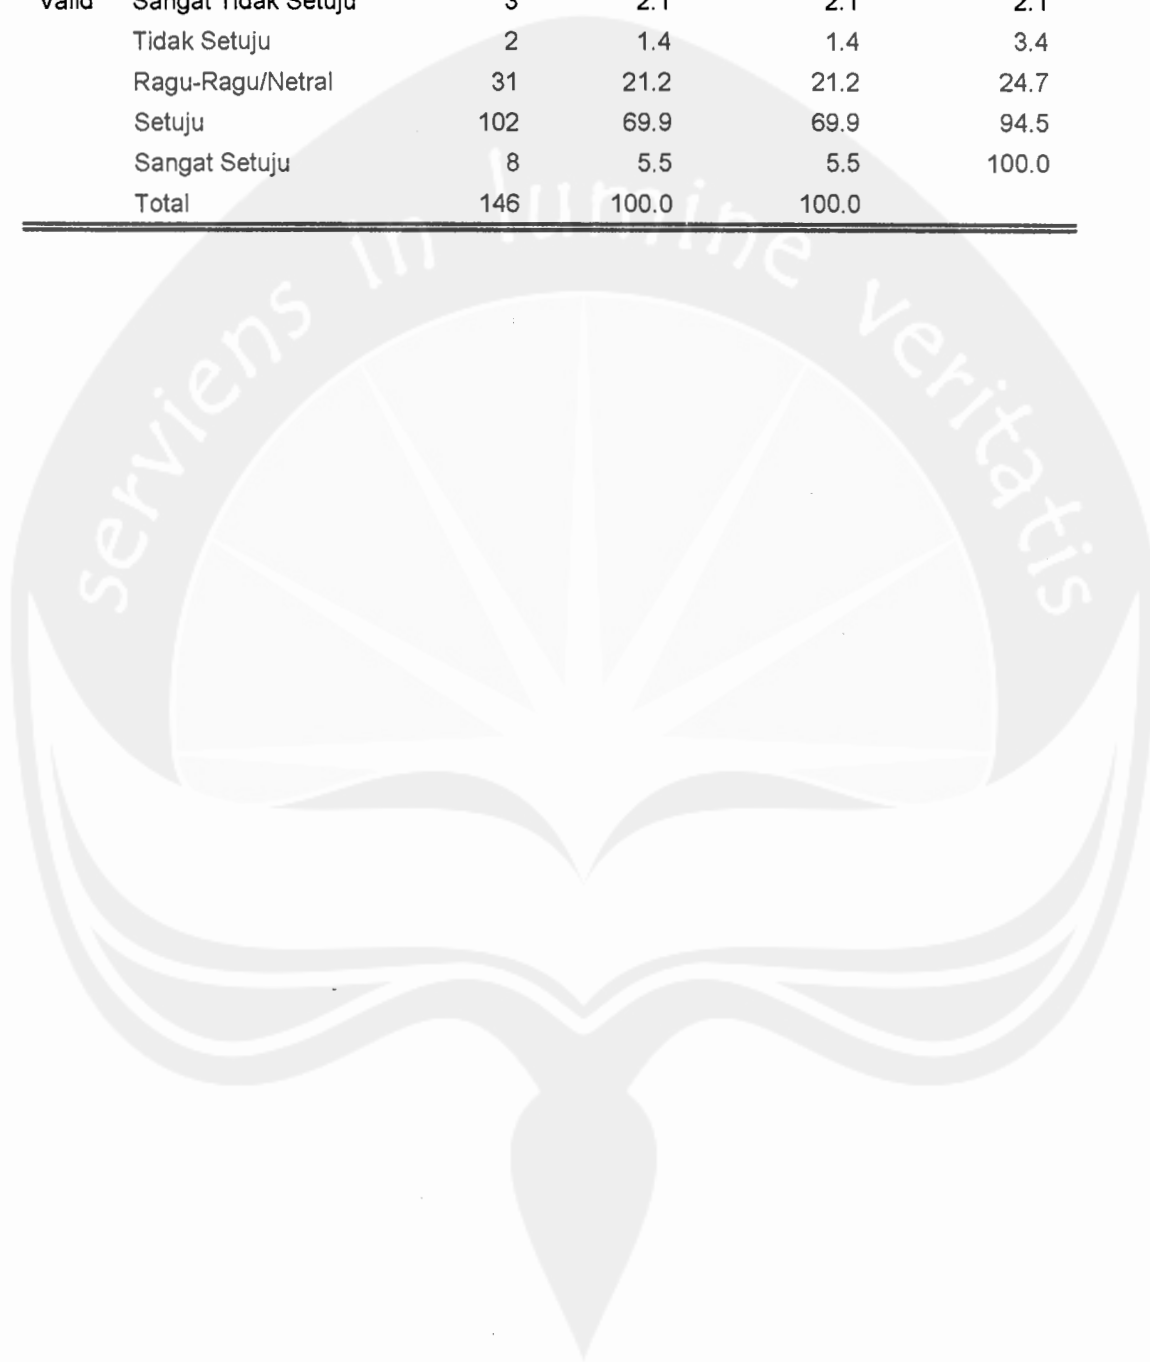 Valid Sangat Tidak Setuju 3 2.1 2.1 2.1
Tidak Setuju 2 1.4 1.4 3.4
Ragu-Ragu/Netral 31 21.2 21.2 24.7
Setuju 102 69.9 69.9 94.5
Sangat Setuju 8 5.5 5.5 100.0
Total 146 100.0 100.0
serviens in lumine veritatis